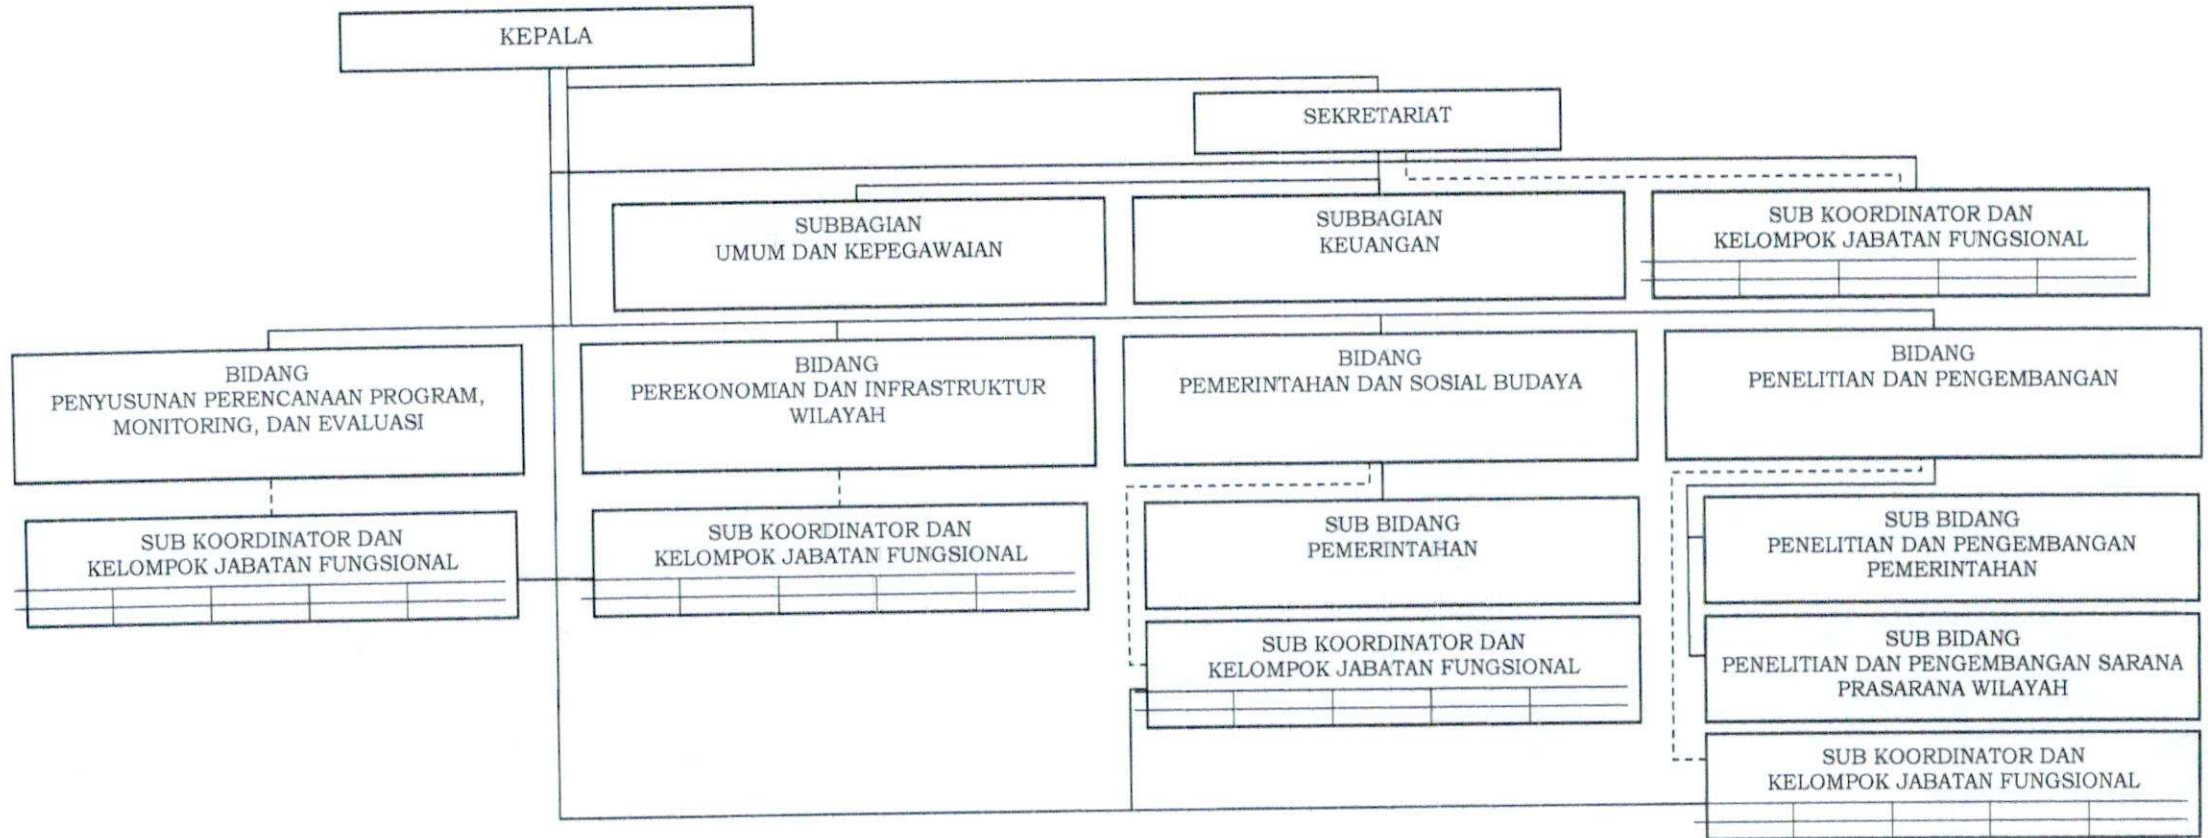 KEPALA
SEKRETARIAT
SUBBAGIAN
UMUM DAN KEPEGAWAIAN
SUBBAGIAN
KEUANGAN
SUB KOORDINATOR DAN
KELOMPOK JABATAN FUNGSIONAL
BIDANG
PENYUSUNAN PERENCANAAN PROGRAM,
MONITORING, DAN EVALUASI
BIDANG
PEREKONOMIAN DAN INFRASTRUKTUR
WILAYAH
BIDANG
PEMERINTAHAN DAN SOSIAL BUDAYA
BIDANG
PENELITIAN DAN PENGEMBANGAN
SUB KOORDINATOR DAN
KELOMPOK JABATAN FUNGSIONAL
SUB KOORDINATOR DAN
KELOMPOK JABATAN FUNGSIONAL
SUB BIDANG
PEMERINTAHAN
SUB KOORDINATOR DAN
KELOMPOK JABATAN FUNGSIONAL
SUB BIDANG
PENELITIAN DAN PENGEMBANGAN
PEMERINTAHAN
SUB BIDANG
PENELITIAN DAN PENGEMBANGAN SARANA
PRASARANA WILAYAH
SUB KOORDINATOR DAN
KELOMPOK JABATAN FUNGSIONAL